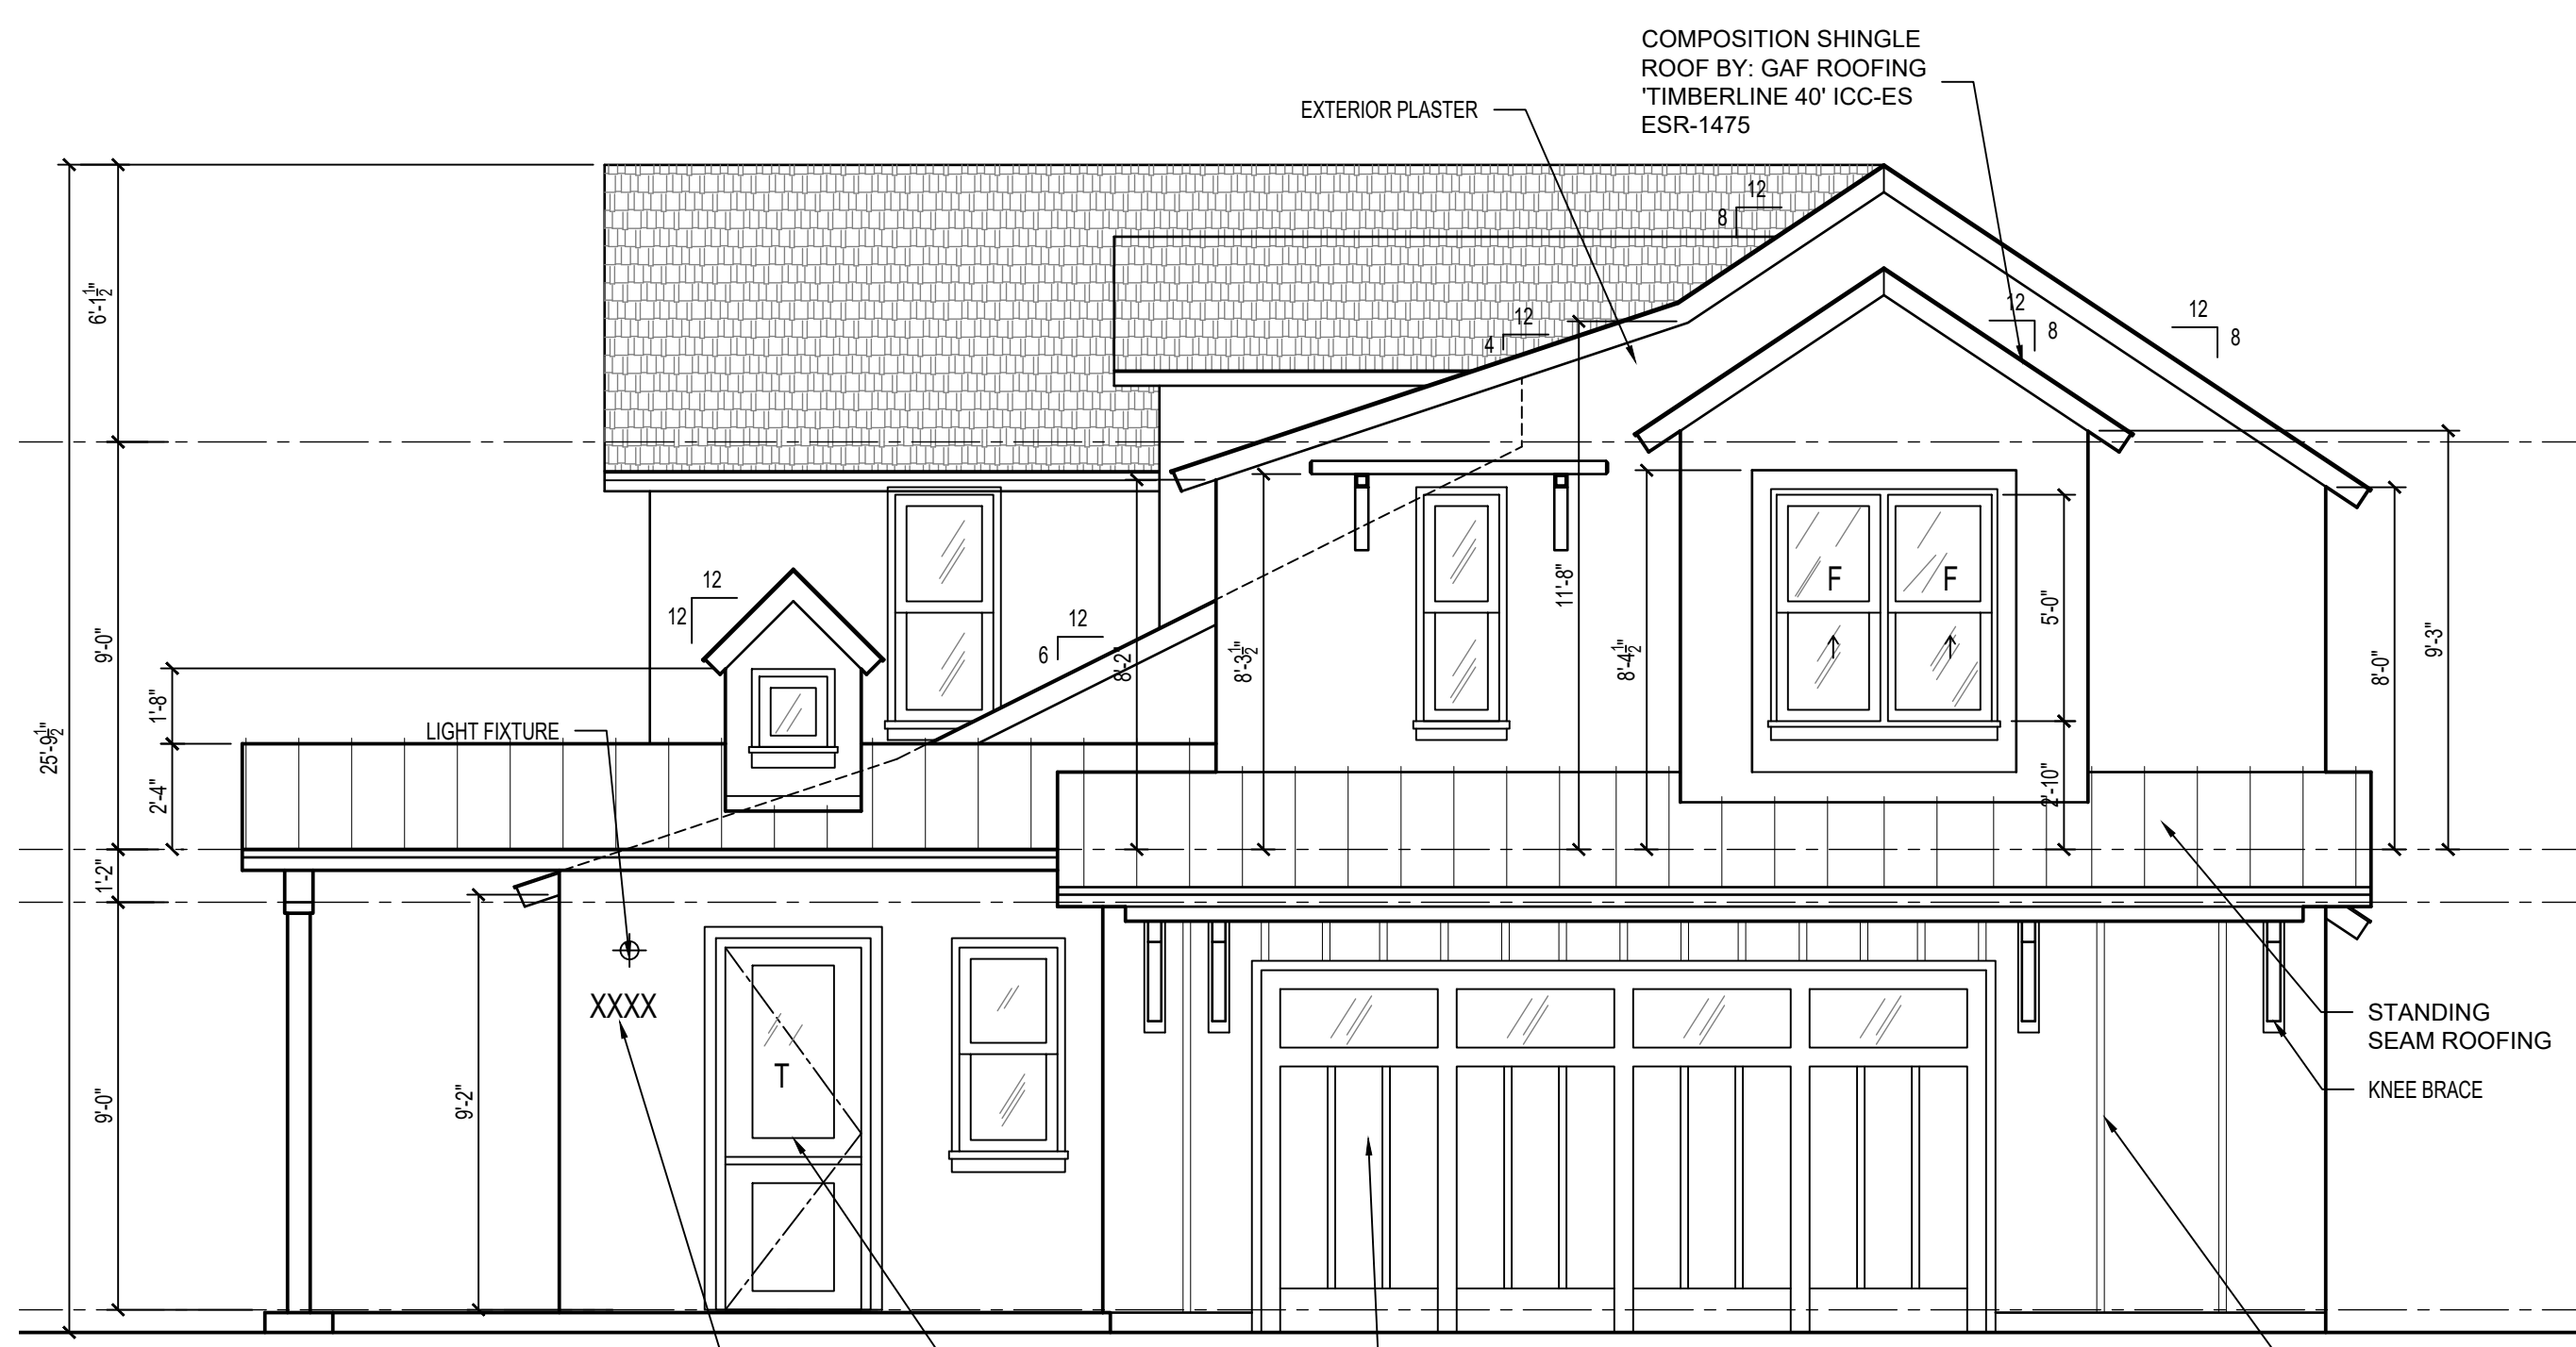 COMPOSITION SHINGLE
ROOF BY: GAF ROOFING
'TIMBERLINE 40' ICC-ES
ESR-1475
EXTERIOR PLASTER
12
8
12
4
12
8
12
8
6'-1½"
9'-0"
25'-9½"
1'-8"
2'-4"
1'-2"
9'-0"
9'-2"
12
12
12
6
LIGHT FIXTURE
8'-2"
8'-3½"
11'-8"
8'-4½"
F
F
5'-0"
2'-10"
8'-0"
9'-3"
XXXX
T
STANDING
SEAM ROOFING
KNEE BRACE